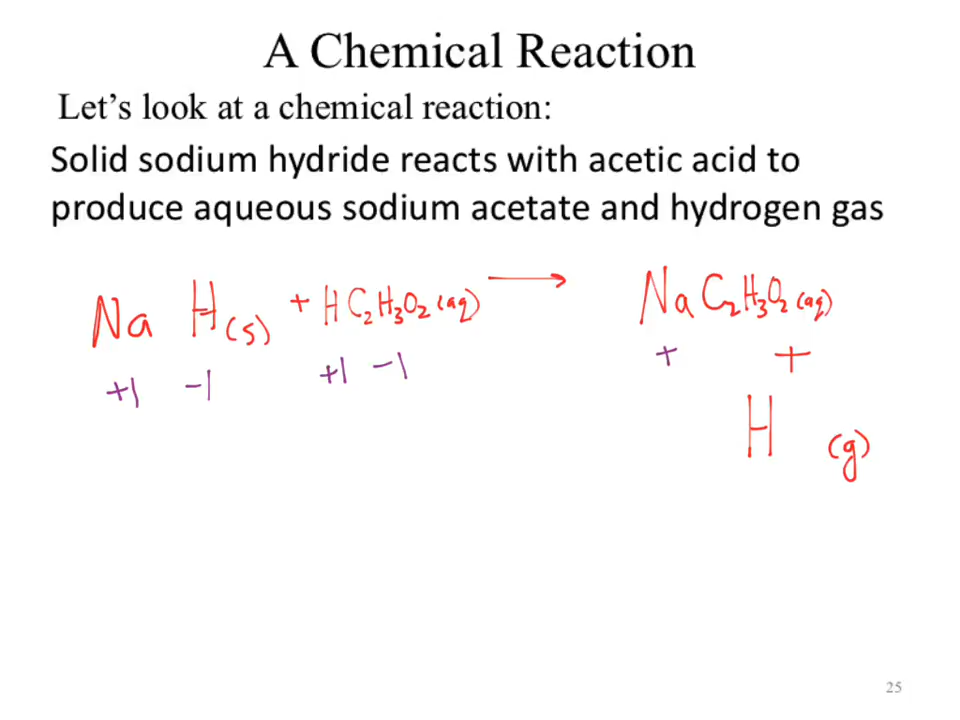 A Chemical Reaction
Let's look at a chemical reaction:
Solid sodium hydride reacts with acetic acid to
produce aqueous sodium acetate and hydrogen gas
Na H(s) + HC₂H₃O₂(aq) → NaC₂H₃O₂(aq)
+1 -1 +1 -1 + +
H (g)
25